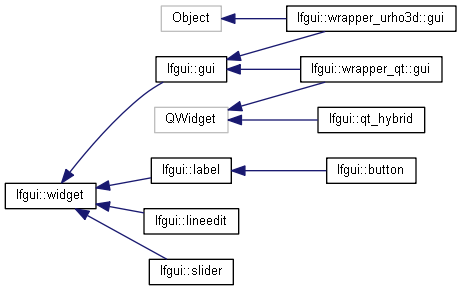 Object
lfgui::wrapper_urho3d::gui
lfgui::gui
lfgui::wrapper_qt::gui
QWidget
lfgui::qt_hybrid
lfgui::label
lfgui::button
lfgui::widget
lfgui::lineedit
lfgui::slider